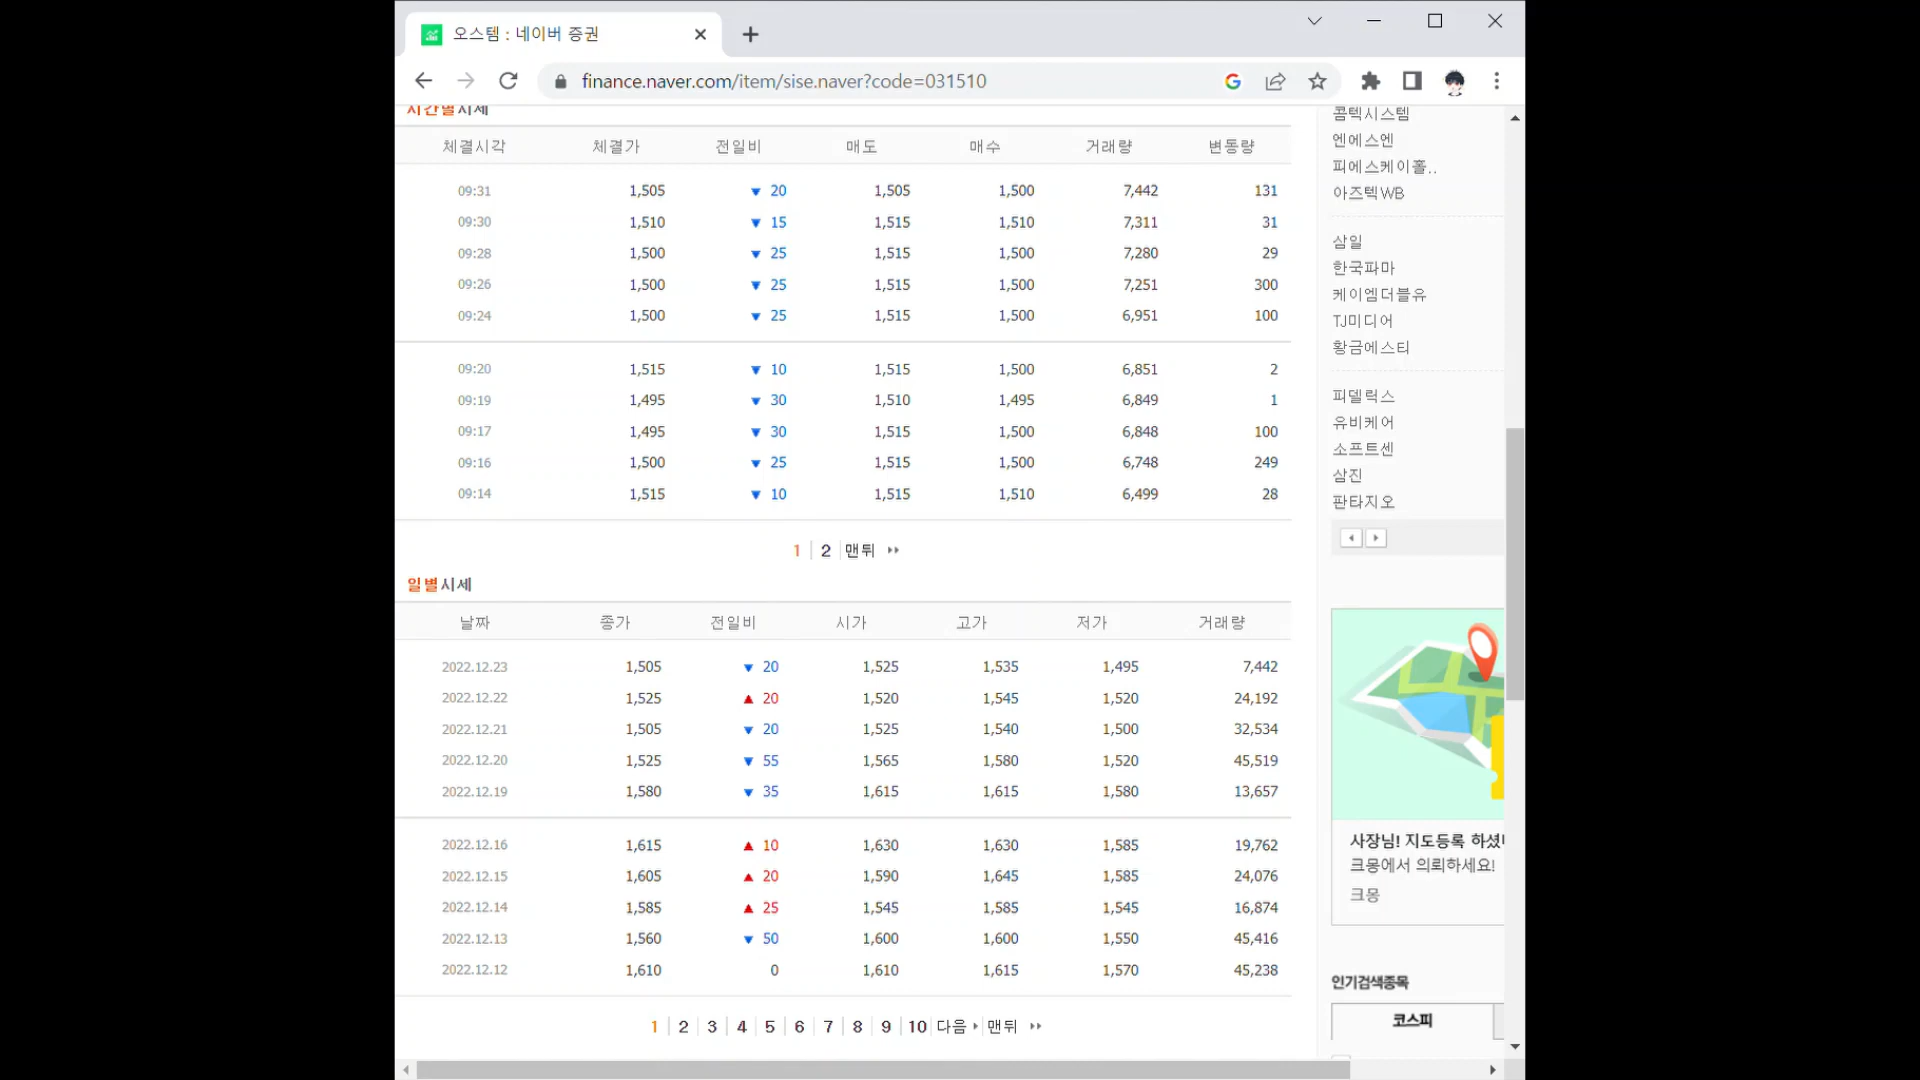 오스템 : 네이버 증권
finance.naver.com/item/sise.naver?code=031510
시간별시세
체결시각 체결가 전일비 매도 매수 거래량 변동량
09:31 1,505 ▼ 20 1,505 1,500 7,442 131
09:30 1,510 ▼ 15 1,515 1,510 7,311 31
09:28 1,500 ▼ 25 1,515 1,500 7,280 29
09:26 1,500 ▼ 25 1,515 1,500 7,251 300
09:24 1,500 ▼ 25 1,515 1,500 6,951 100
09:20 1,515 ▼ 10 1,515 1,500 6,851 2
09:19 1,495 ▼ 30 1,510 1,495 6,849 1
09:17 1,495 ▼ 30 1,515 1,500 6,848 100
09:16 1,500 ▼ 25 1,515 1,500 6,748 249
09:14 1,515 ▼ 10 1,515 1,510 6,499 28
1 2 맨뒤
일별시세
날짜 종가 전일비 시가 고가 저가 거래량
2022.12.23 1,505 ▼ 20 1,525 1,535 1,495 7,442
2022.12.22 1,525 ▲ 20 1,520 1,545 1,520 24,192
2022.12.21 1,505 ▼ 20 1,525 1,540 1,500 32,534
2022.12.20 1,525 ▼ 55 1,565 1,580 1,520 45,519
2022.12.19 1,580 ▼ 35 1,615 1,615 1,580 13,657
2022.12.16 1,615 ▲ 10 1,630 1,630 1,585 19,762
2022.12.15 1,605 ▲ 20 1,590 1,645 1,585 24,076
2022.12.14 1,585 ▲ 25 1,545 1,585 1,545 16,874
2022.12.13 1,560 ▼ 50 1,600 1,600 1,550 45,416
2022.12.12 1,610 0 1,610 1,615 1,570 45,238
1 2 3 4 5 6 7 8 9 10 다음 맨뒤
콤텍시스템
엔에스엔
피에스케이홀..
아즈텍WB
삼일
한국파마
케이엠더블유
TJ미디어
황금에스티
피델릭스
유비케어
소프트센
삼진
판타지오
사장님! 지도등록 하셨
크몽에서 의뢰하세요!
크몽
인기검색종목
코스피